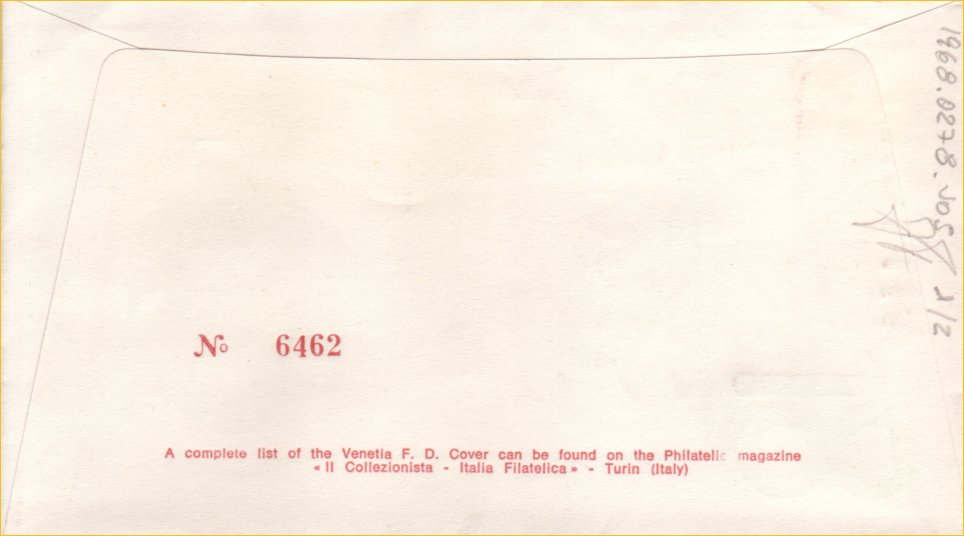 № 6462
A complete list of the Venetia F. D. Cover can be found on the Philatelic magazine
« Il Collezionista - Italia Filatelica » - Turin (Italy)
1968.0278.